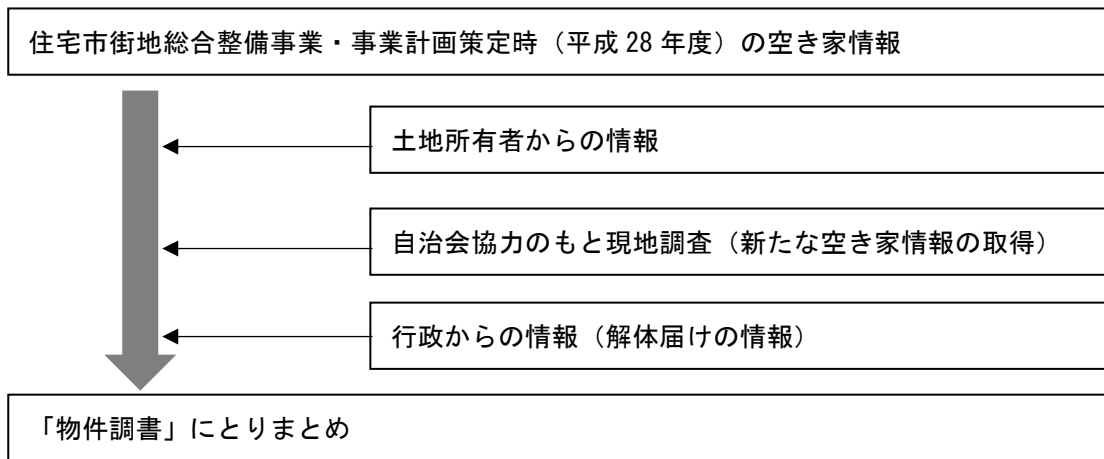 住宅市街地総合整備事業・事業計画策定時（平成 28 年度）の空き家情報
土地所有者からの情報
自治会協力のもと現地調査（新たな空き家情報の取得）
行政からの情報（解体届けの情報）
「物件調書」にとりまとめ